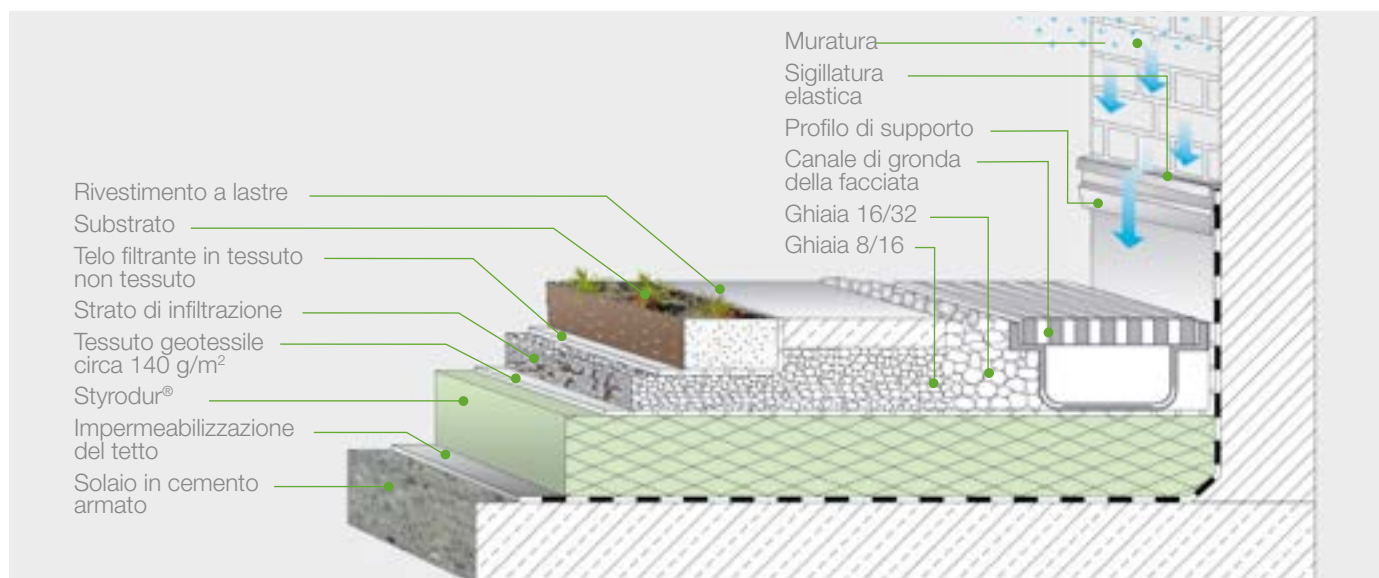 Muratura
Sigillatura
elastica
Profilo di supporto
Canale di gronda
della facciata
Ghiaia 16/32
Ghiaia 8/16
Rivestimento a lastre
Substrato
Telo filtrante in tessuto
non tessuto
Strato di infiltrazione
Tessuto geotessile
circa 140 g/m²
Styrodur®
Impermeabilizzazione
del tetto
Solaio in cemento
armato